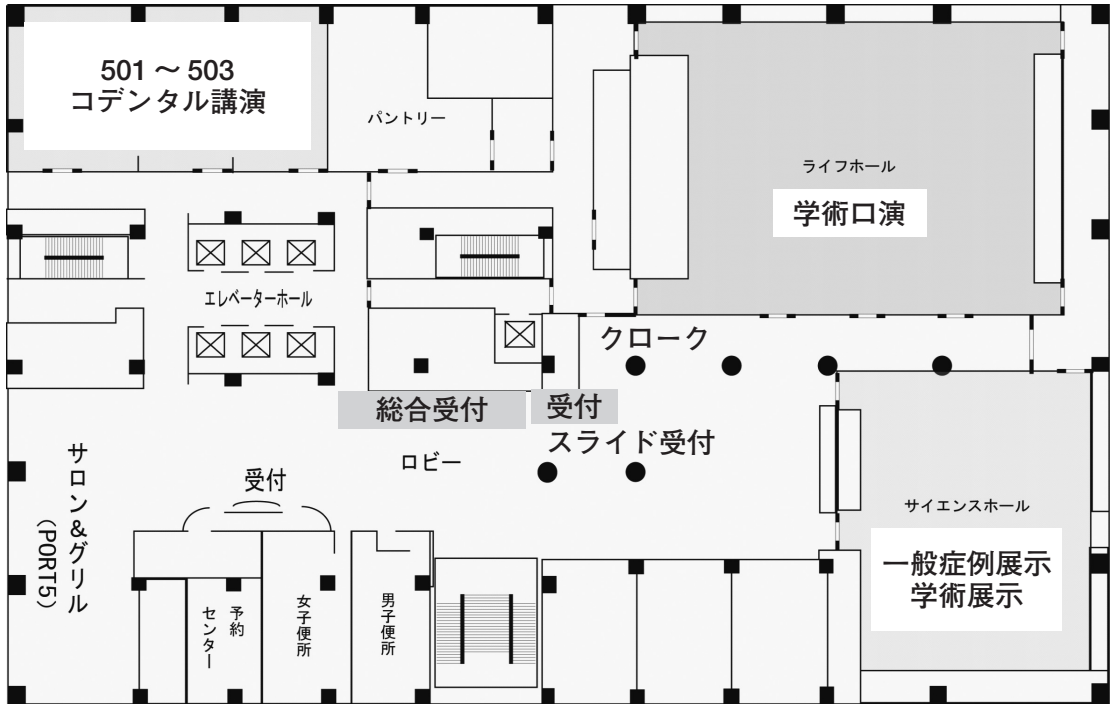 501 ～ 503
コデンタル講演
パントリー
ライフホール
学術口演
エレベーターホール
クローク
総合受付
受付
スライド受付
ロビー
受付
サロン&グリル
(PORT5)
サイエンスホール
一般症例展示
学術展示
予約
センター
女子便所
男子便所